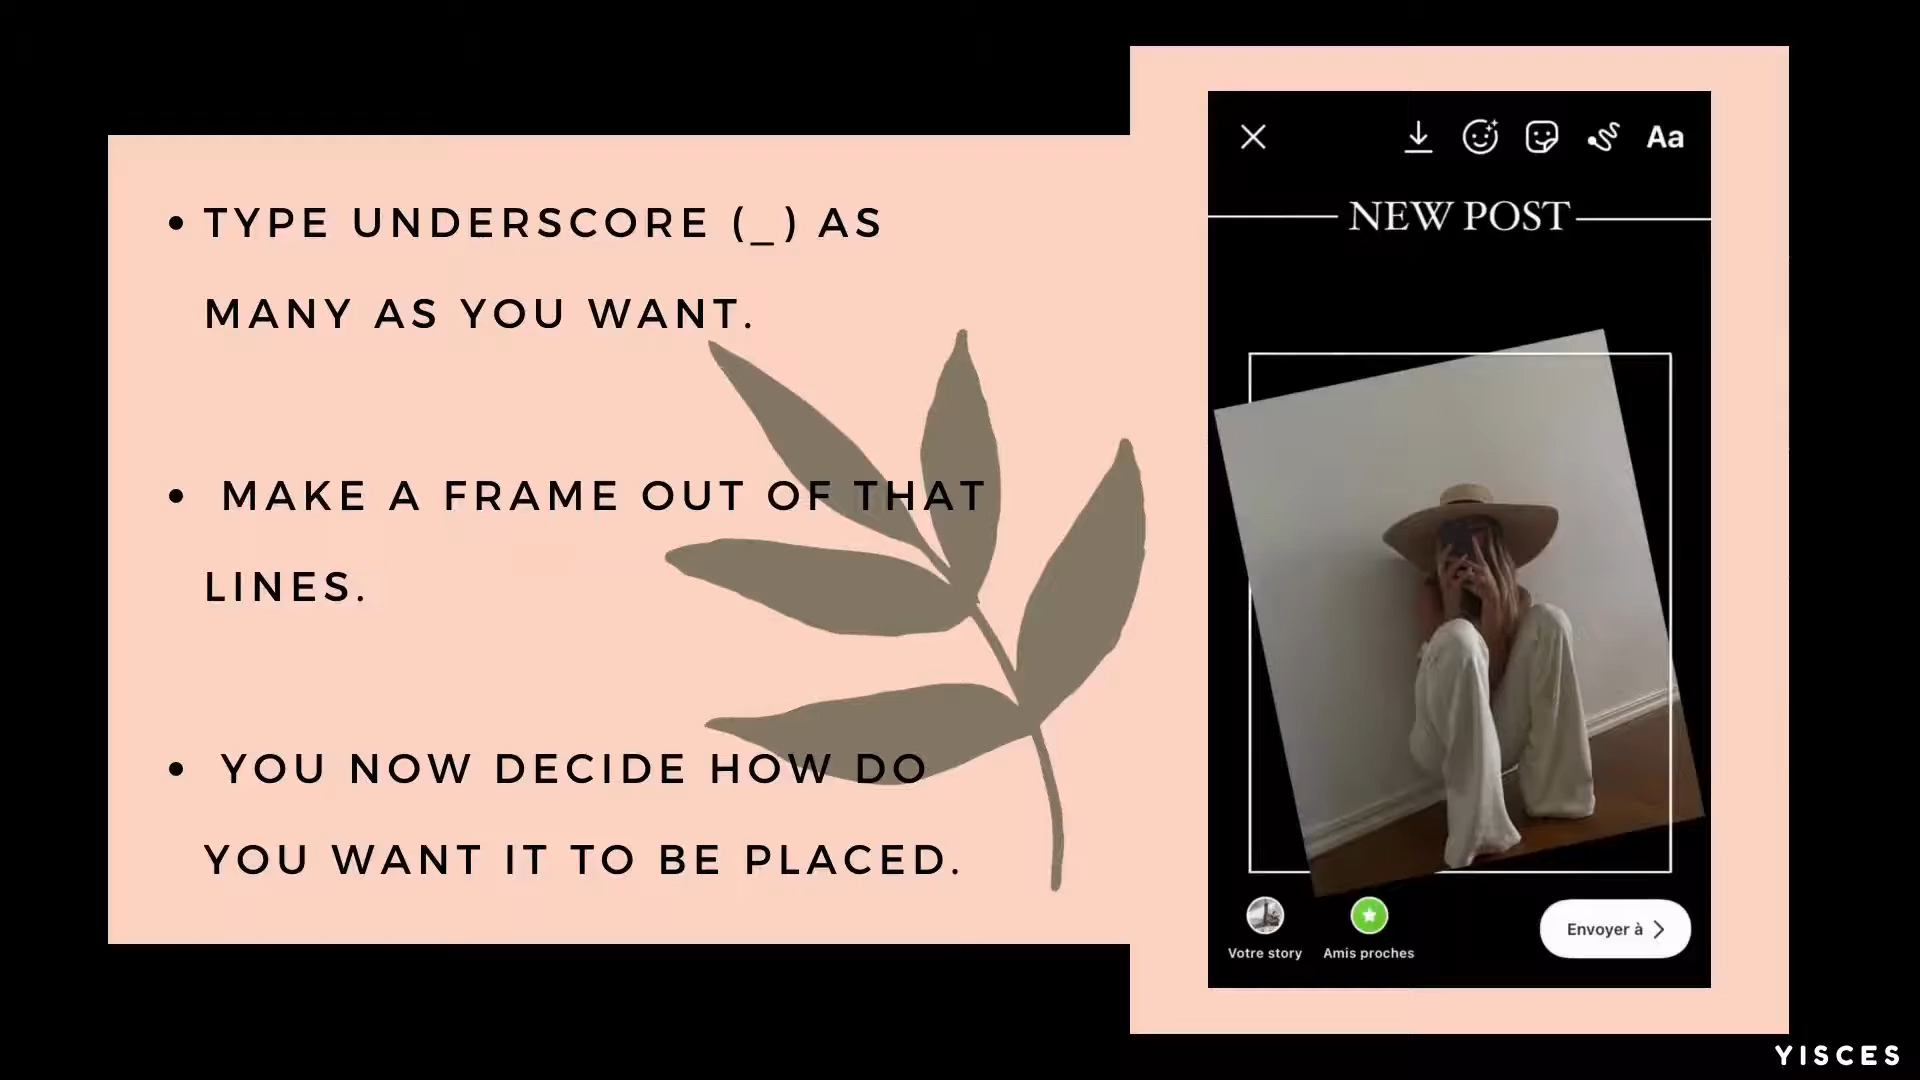 • TYPE UNDERSCORE (_) AS
MANY AS YOU WANT.
• MAKE A FRAME OUT OF THAT
LINES.
• YOU NOW DECIDE HOW DO
YOU WANT IT TO BE PLACED.
Aa
NEW POST
Votre story
Amis proches
Envoyer à
YISCES